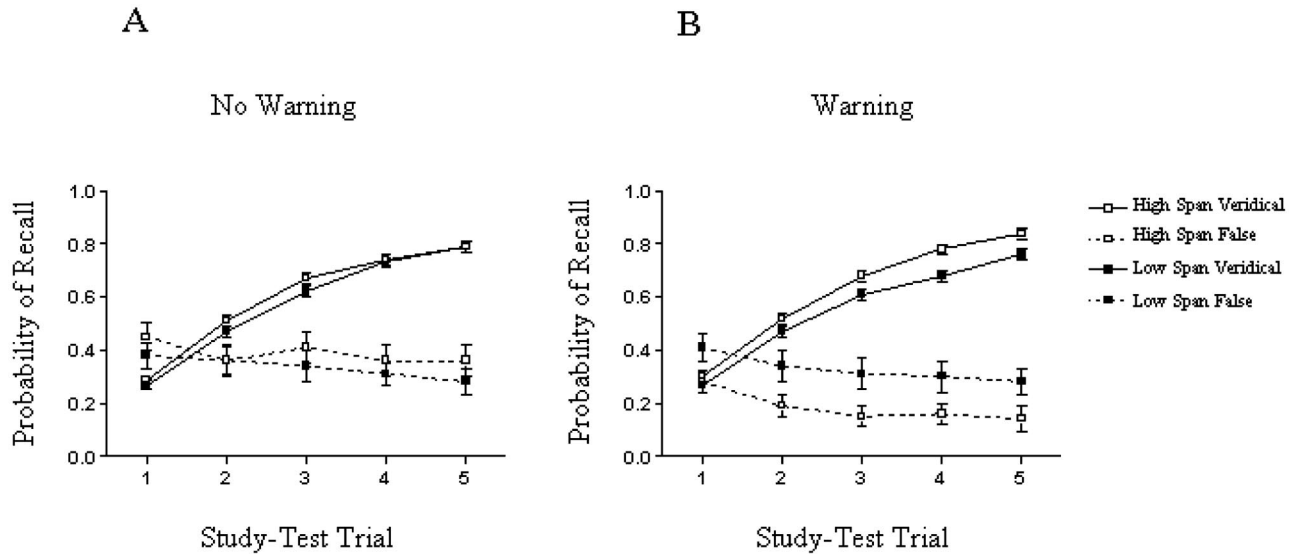 A
No Warning
Probability of Recall
1.0
0.8
0.6
0.4
0.2
0.0
1 2 3 4 5
Study-Test Trial
B
Warning
Probability of Recall
1.0
0.8
0.6
0.4
0.2
0.0
1 2 3 4 5
Study-Test Trial
High Span Veridical
High Span False
Low Span Veridical
Low Span False